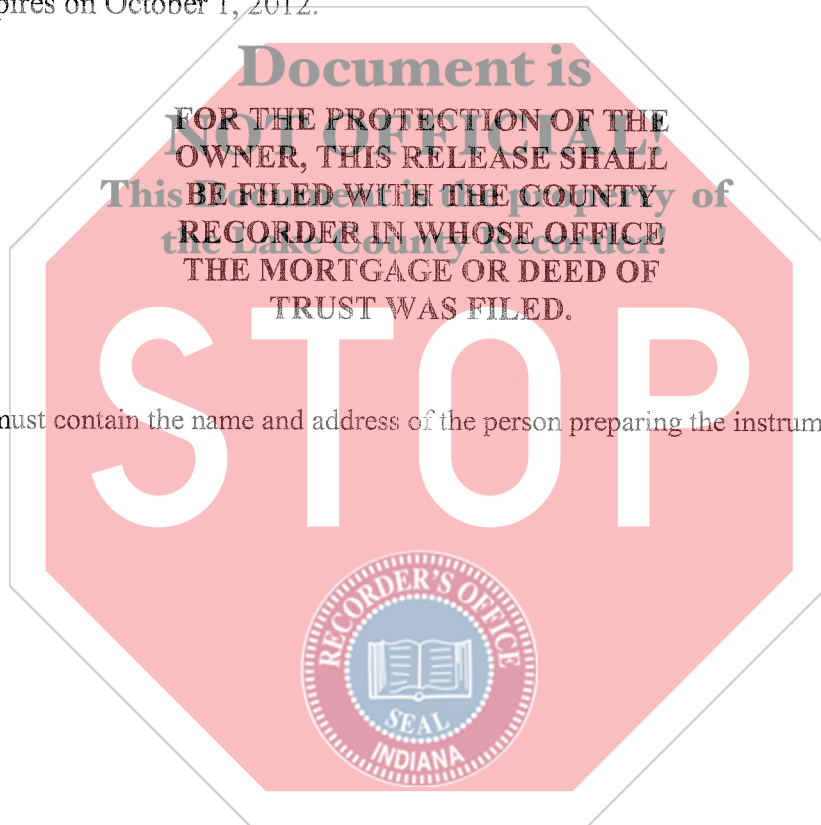 pires on October 1, 2012.
Document is
NOT OFFICIAL!
This Document is the property of
the Lake County Recorder!
FOR THE PROTECTION OF THE
OWNER, THIS RELEASE SHALL
BE FILED WITH THE COUNTY
RECORDER IN WHOSE OFFICE
THE MORTGAGE OR DEED OF
TRUST WAS FILED.
STOP
must contain the name and address of the person preparing the instrum
RECORDER'S OFFICE
SEAL
INDIANA